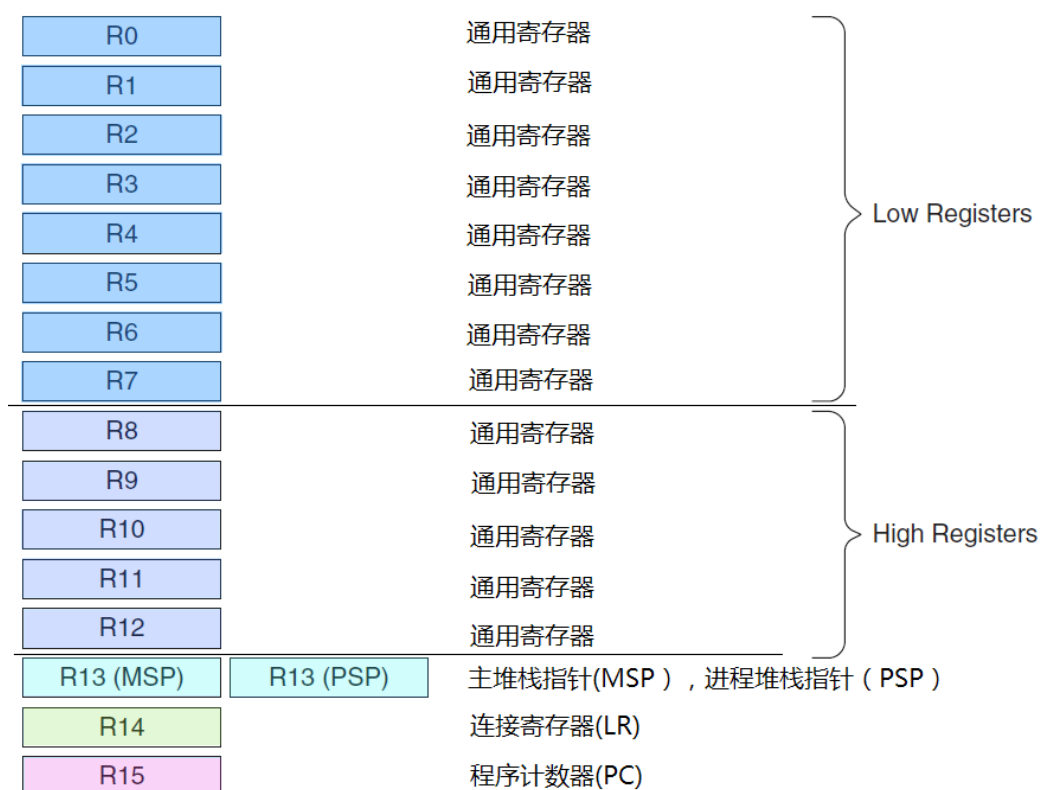 R0 通用寄存器
R1 通用寄存器
R2 通用寄存器
R3 通用寄存器
R4 通用寄存器
Low Registers
R5 通用寄存器
R6 通用寄存器
R7 通用寄存器
R8 通用寄存器
R9 通用寄存器
R10 通用寄存器
High Registers
R11 通用寄存器
R12 通用寄存器
R13 (MSP) R13 (PSP) 主堆栈指针(MSP），进程堆栈指针（PSP）
R14 连接寄存器(LR)
R15 程序计数器(PC)